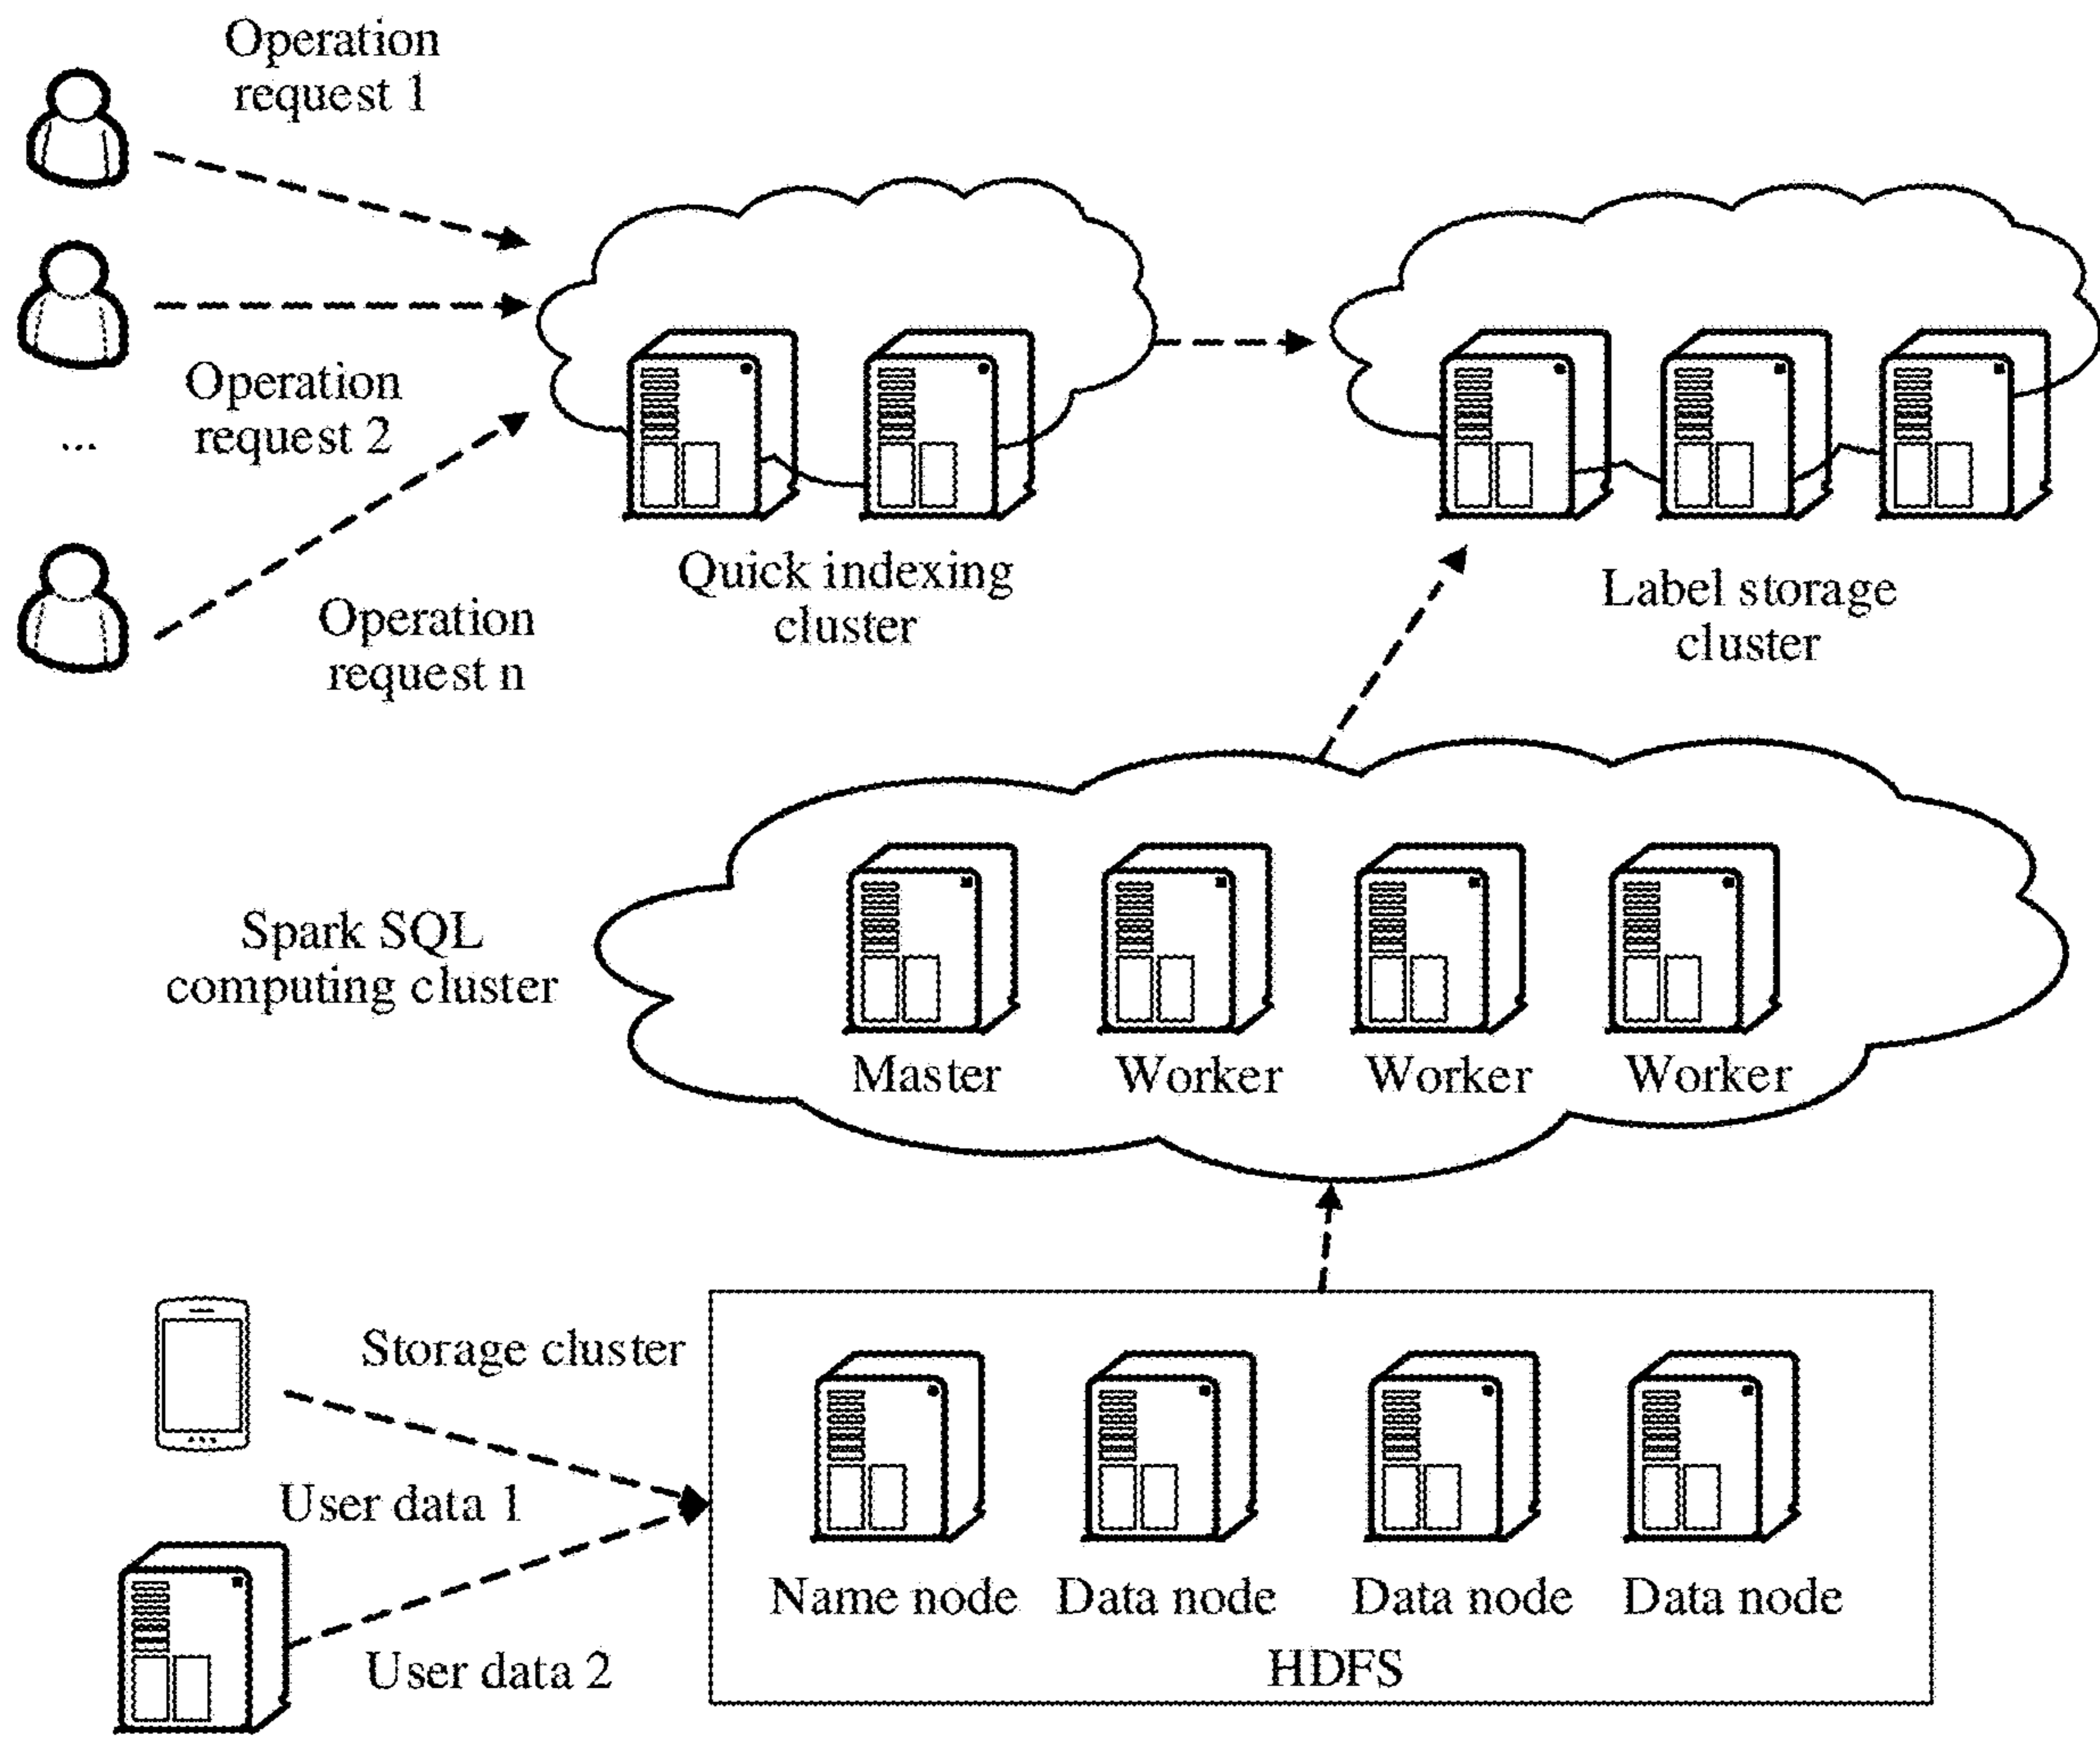 Operation
request 1
Operation
request 2
...
Operation
request n
Quick indexing
cluster
Label storage
cluster
Spark SQL
computing cluster
Master
Worker
Worker
Worker
Storage cluster
User data 1
User data 2
Name node
Data node
Data node
Data node
HDFS